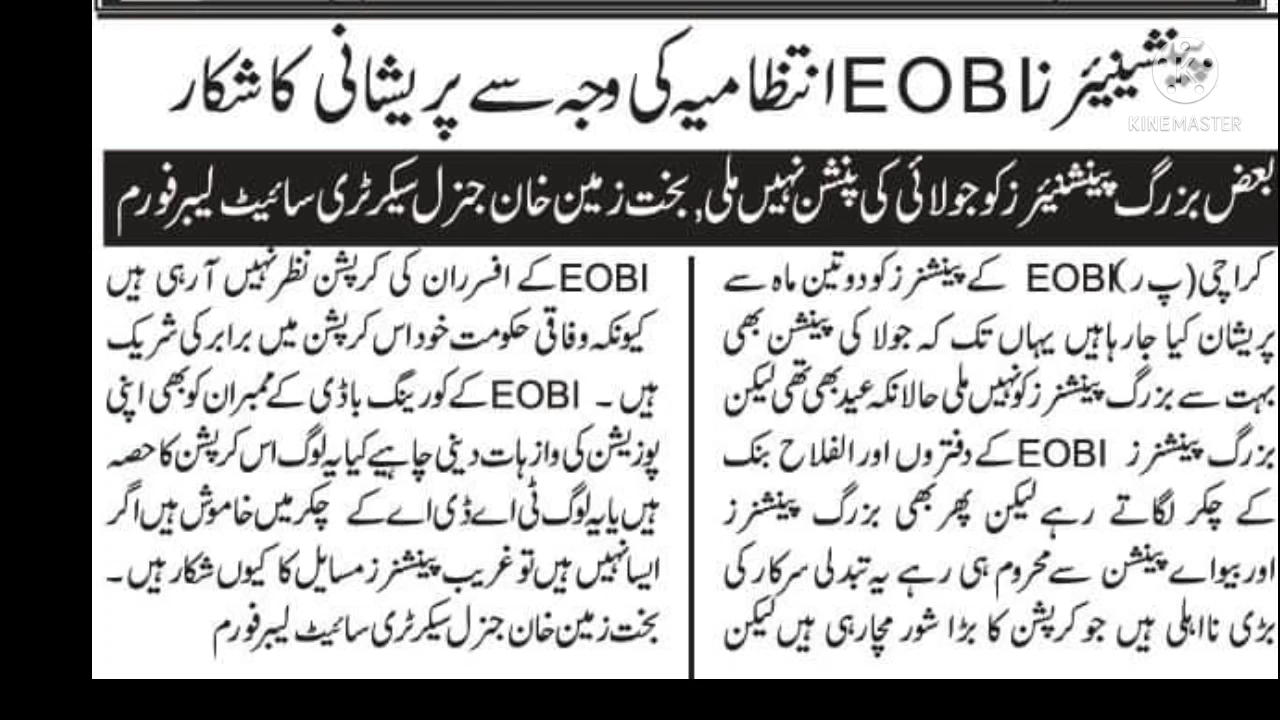 پینشینیئرز EOBI انتظامیہ کی وجہ سے پریشانی کا شکار
KINEMASTER
بعض بزرگ پینشنیئرز کو جولائی کی پنشن نہیں ملی, بخت زمین خان جنرل سیکرٹری سائیٹ لیبر فورم
کراچی (پ ر) EOBI کے پینشنرز کو دو تین ماہ سے
پریشان کیا جارہا ہیں یہاں تک کہ جولا کی پینشن بھی
بہت سے بزرگ پینشنرز کو نہیں ملی حالانکہ عید بھی تھی لیکن
بزرگ پینشنرز EOBI کے دفتروں اور الفلاح بنک
کے چکر لگاتے رہے لیکن پھر بھی بزرگ پینشنرز
اور بیواے پینشن سے محروم ہی رہے یہ تبدلی سرکار کی
بڑی نااہلی ہیں جو کرپشن کا بڑا شور مچارہی ہیں لیکن
EOBI کے افسرران کی کرپشن نظر نہیں آرہی ہیں
کیونکہ وفاقی حکومت خود اس کرپشن میں برابر کی شریک
ہیں ۔ EOBI کے کورینگ باڈی کے ممبران کو بھی اپنی
پوزیشن کی وازہات دینی چاہیے کیا یہ لوگ اس کرپشن کا حصہ
ہیں یا یہ لوگ ٹی اے ڈی اے کے چکر میں خاموش ہیں اگر
ایسا نہیں ہیں تو غریب پینشنرز مسایل کا کیوں شکار ہیں ۔
بخت زمین خان جنرل سیکرٹری سائیٹ لیبر فورم